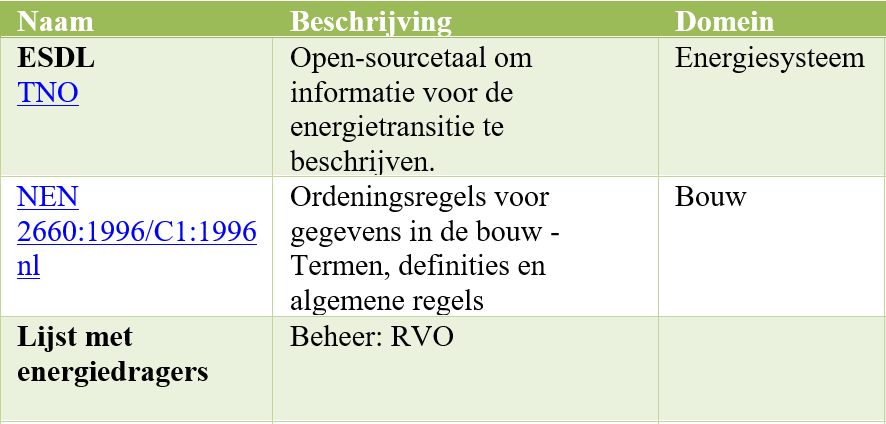 Naam Beschrijving Domein
ESDL Open-sourcetaal om Energiesysteem
TNO informatie voor de
energietransitie te
beschrijven.
NEN Ordeningsregels voor Bouw
2660:1996/C1:1996 gegevens in de bouw -
nl Termen, definities en
algemene regels
Lijst met Beheer: RVO
energiedragers